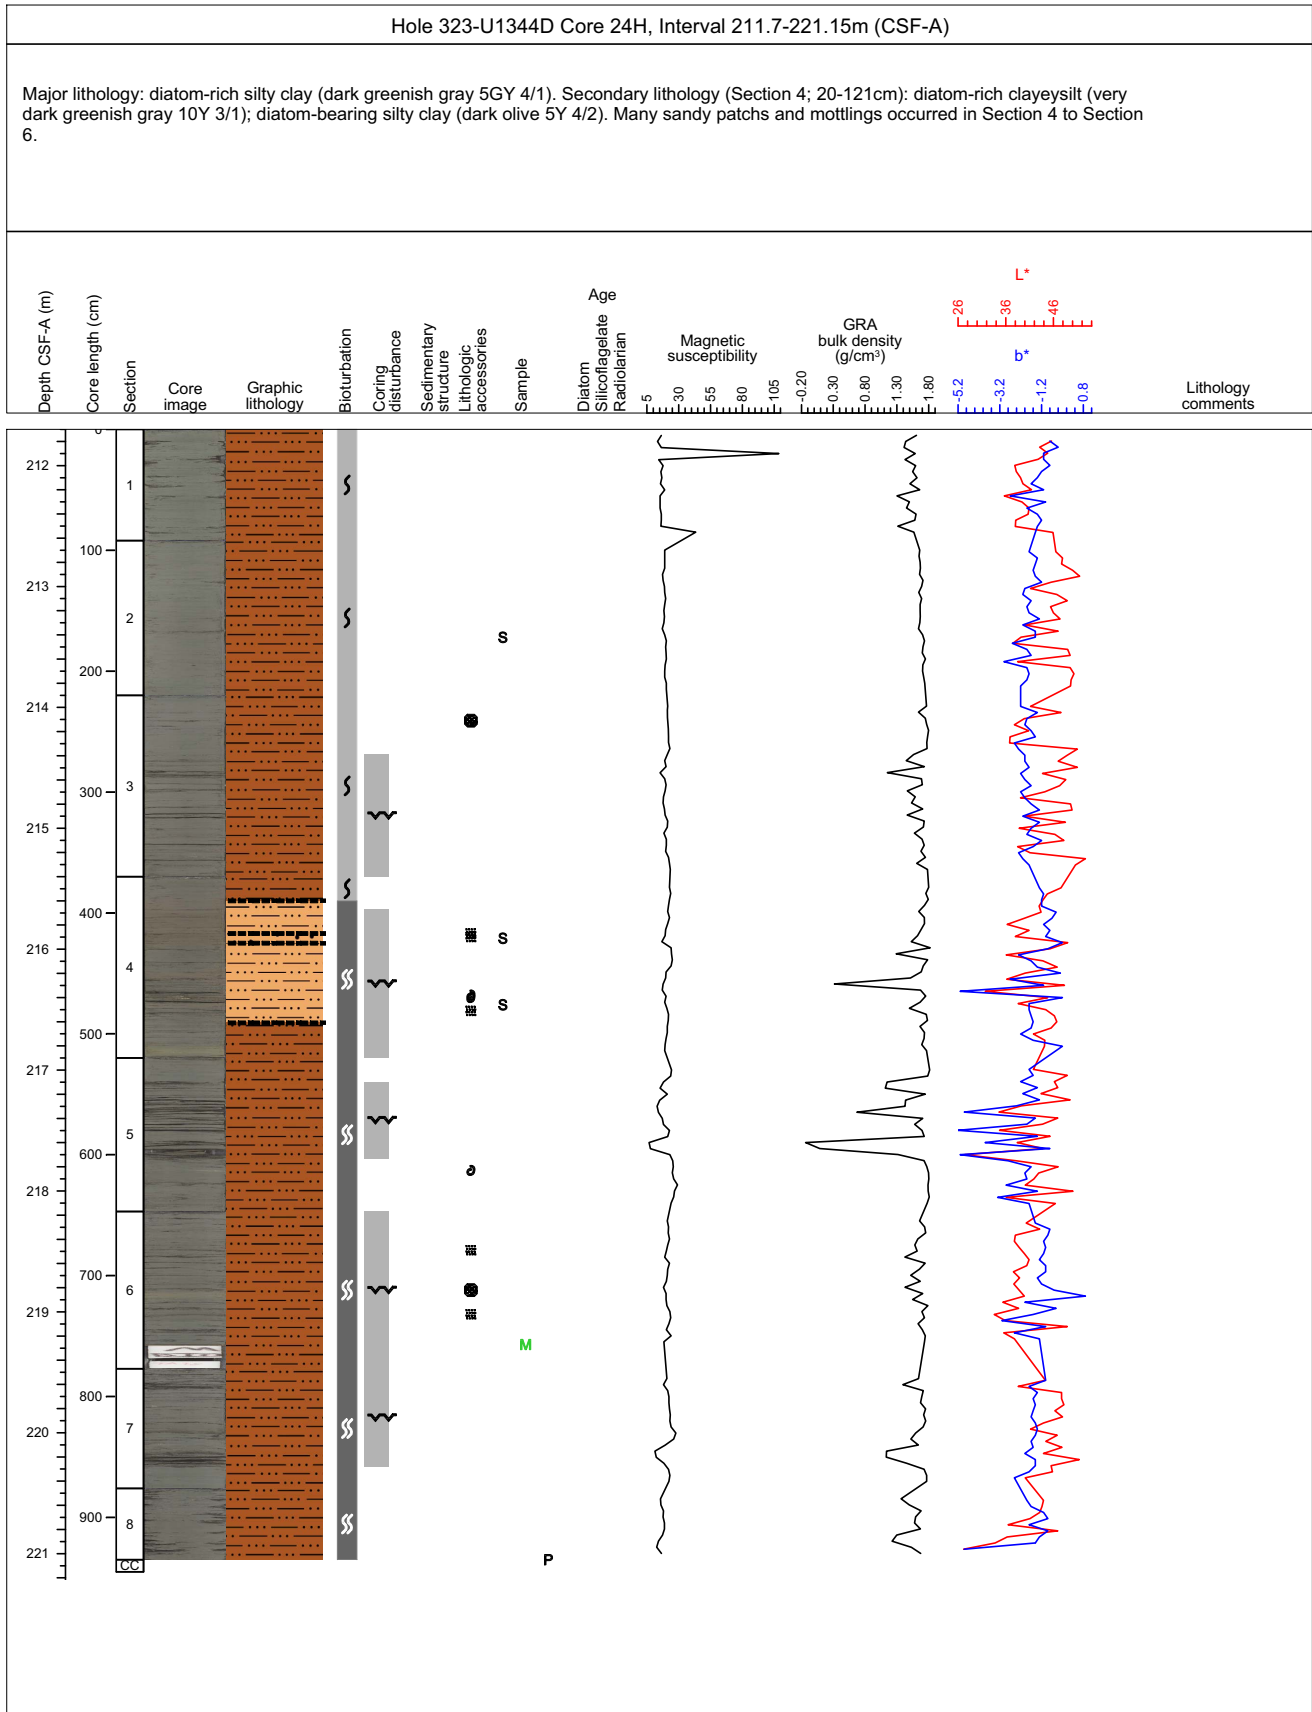 Hole 323-U1344D Core 24H, Interval 211.7-221.15m (CSF-A)
Major lithology: diatom-rich silty clay (dark greenish gray 5GY 4/1). Secondary lithology (Section 4; 20-121cm): diatom-rich clayeysilt (very
dark greenish gray 10Y 3/1); diatom-bearing silty clay (dark olive 5Y 4/2). Many sandy patchs and mottlings occurred in Section 4 to Section
6.
Depth CSF-A (m)
Core length (cm)
Section
Core
image
Graphic
lithology
Bioturbation
Coring
disturbance
Sedimentary
structure
Lithologic
accessories
Sample
Age
Diatom
Silicoflagelate
Radiolarian
Magnetic
susceptibility
5 30 55 80 105
GRA
bulk density
(g/cm³)
-0.20 0.30 0.80 1.30 1.80
L*
26 36 46
b*
-5.2 -3.2 -1.2 0.8
Lithology
comments
0
212
1
100
213
2
S
200
214
3
300
215
400
216
4
S
S
500
217
5
600
218
6
700
219
M
800
220
7
900
8
221
CC
P